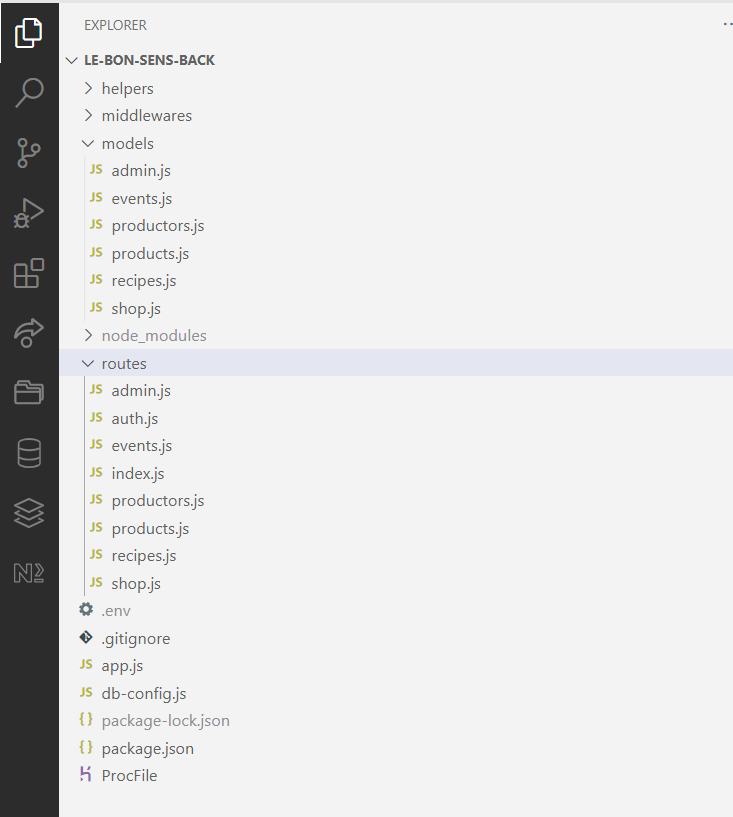 EXPLORER
LE-BON-SENS-BACK
helpers
middlewares
models
JS admin.js
JS events.js
JS productors.js
JS products.js
JS recipes.js
JS shop.js
node_modules
routes
JS admin.js
JS auth.js
JS events.js
JS index.js
JS productors.js
JS products.js
JS recipes.js
JS shop.js
.env
.gitignore
JS app.js
JS db-config.js
{} package-lock.json
{} package.json
ProcFile